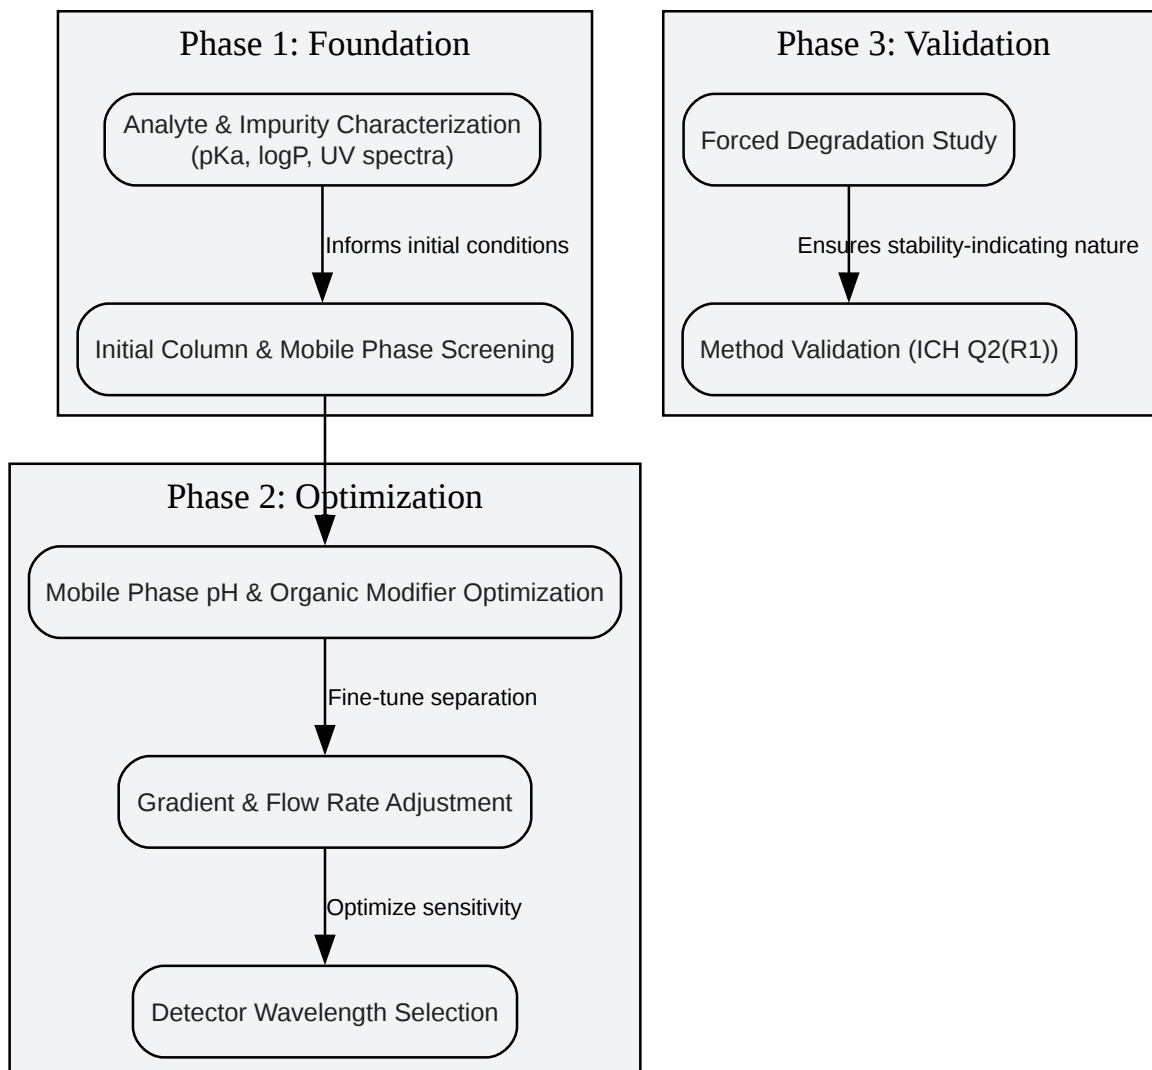 Phase 1: Foundation
Analyte & Impurity Characterization
(pKa, logP, UV spectra)
Informs initial conditions
Initial Column & Mobile Phase Screening
Phase 2: Optimization
Mobile Phase pH & Organic Modifier Optimization
Fine-tune separation
Gradient & Flow Rate Adjustment
Optimize sensitivity
Detector Wavelength Selection
Phase 3: Validation
Forced Degradation Study
Ensures stability-indicating nature
Method Validation (ICH Q2(R1))